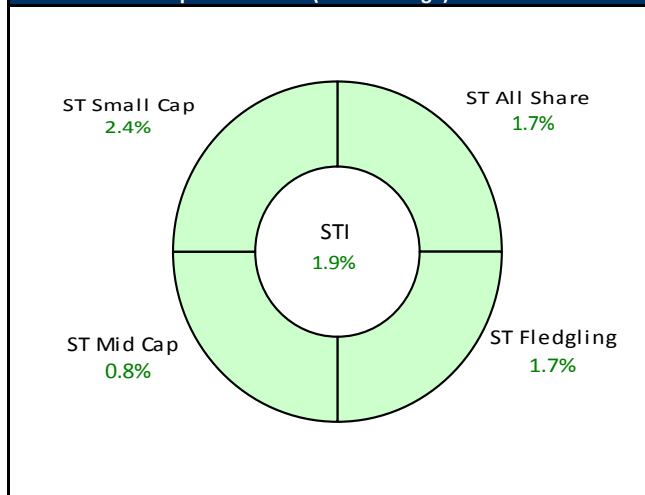 ST Small Cap
2.4%
ST All Share
1.7%
STI
1.9%
ST Mid Cap
0.8%
ST Fledgling
1.7%